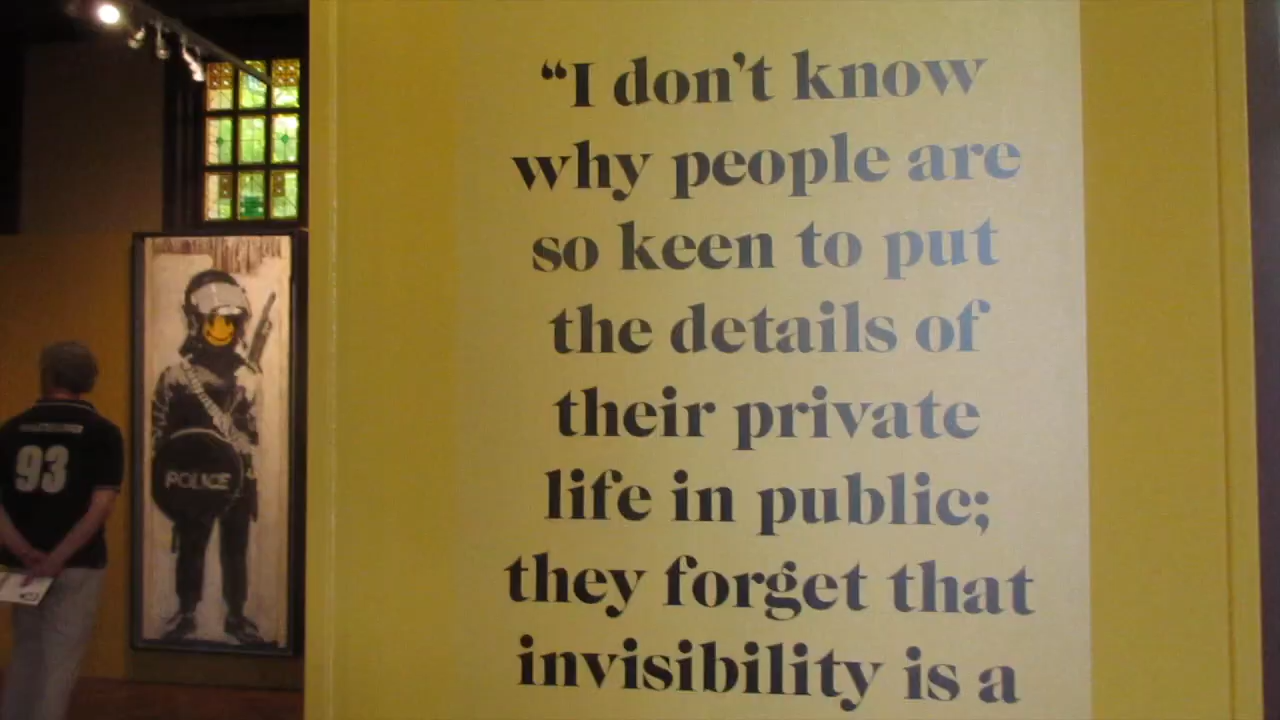 “I don’t know
why people are
so keen to put
the details of
their private
life in public;
they forget that
invisibility is a
POLICE
93